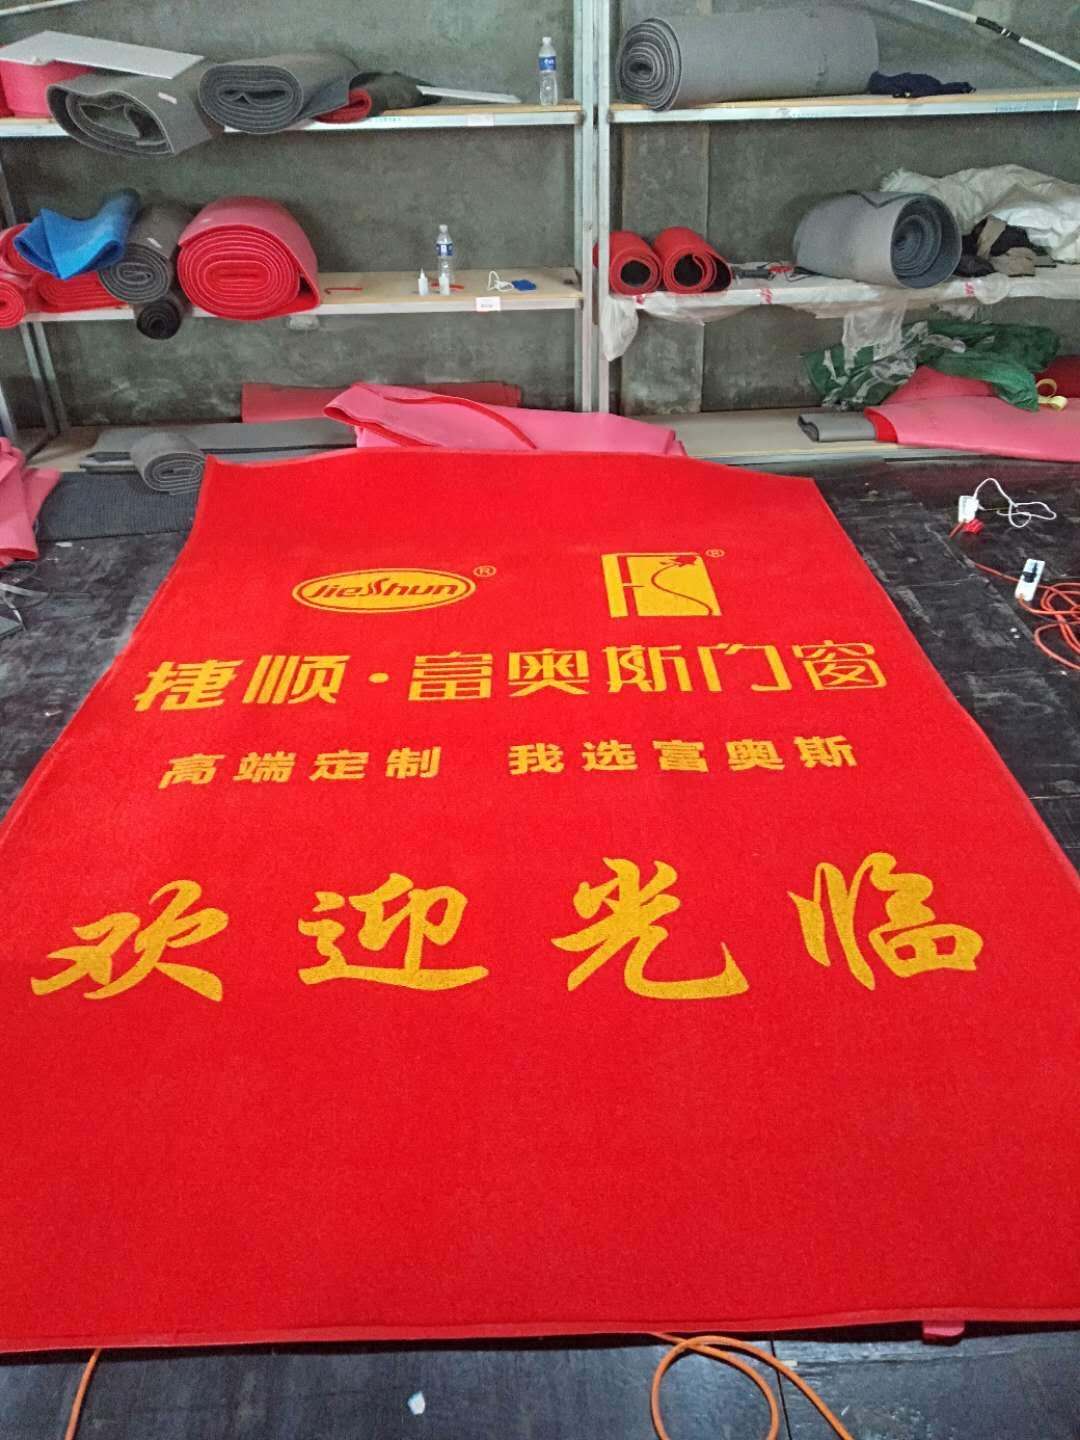 JieShun®
®
捷顺·富奥斯门窗
高端定制 我选富奥斯
欢迎光临